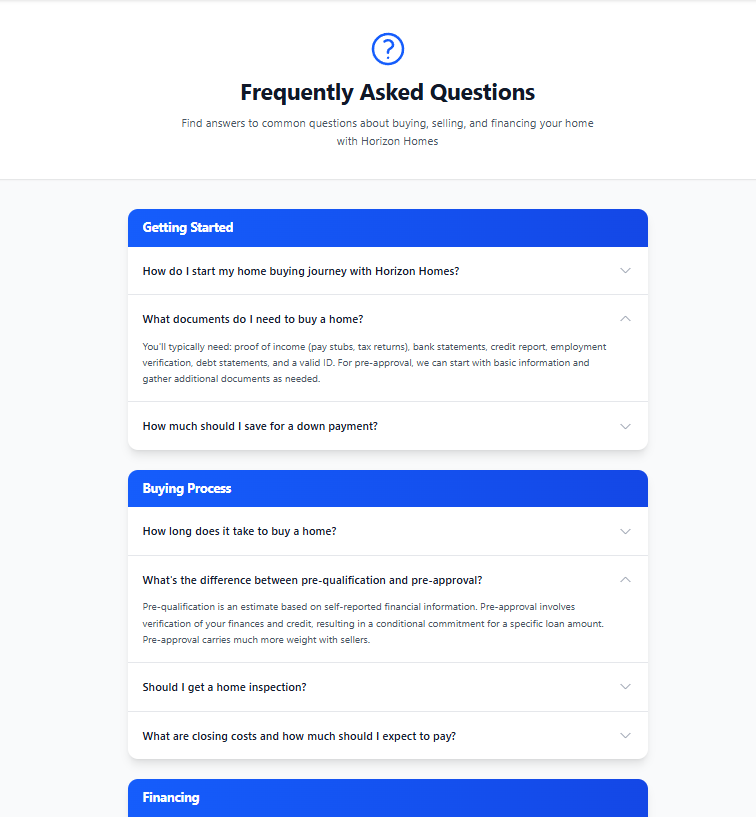 Frequently Asked Questions
Find answers to common questions about buying, selling, and financing your home
with Horizon Homes
Getting Started
How do I start my home buying journey with Horizon Homes?
What documents do I need to buy a home?
You'll typically need: proof of income (pay stubs, tax returns), bank statements, credit report, employment
verification, debt statements, and a valid ID. For pre-approval, we can start with basic information and
gather additional documents as needed.
How much should I save for a down payment?
Buying Process
How long does it take to buy a home?
What's the difference between pre-qualification and pre-approval?
Pre-qualification is an estimate based on self-reported financial information. Pre-approval involves
verification of your finances and credit, resulting in a conditional commitment for a specific loan amount.
Pre-approval carries much more weight with sellers.
Should I get a home inspection?
What are closing costs and how much should I expect to pay?
Financing